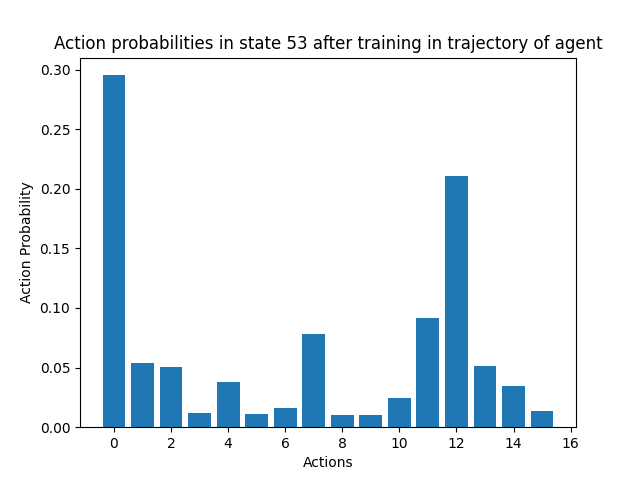 Action probabilities in state 53 after training in trajectory of agent
0.30
0.25
0.20
0.15
0.10
0.05
0.00
Action Probability
0 2 4 6 8 10 12 14 16
Actions